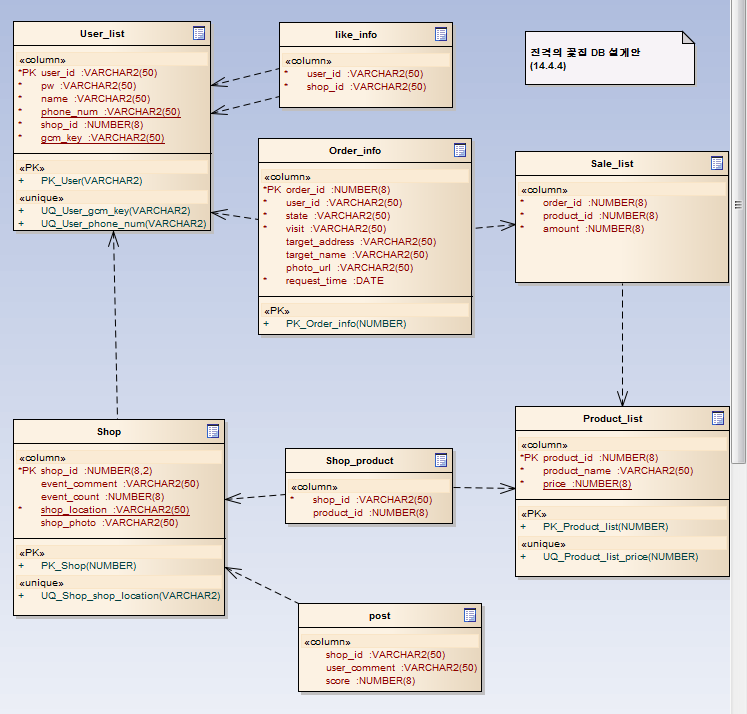 User_list
«column»
*PK user_id :VARCHAR2(50)
* pw :VARCHAR2(50)
* name :VARCHAR2(50)
* phone_num :VARCHAR2(50)
* shop_id :NUMBER(8)
* gcm_key :VARCHAR2(50)
«PK»
+ PK_User(VARCHAR2)
«unique»
+ UQ_User_gcm_key(VARCHAR2)
+ UQ_User_phone_num(VARCHAR2)
like_info
«column»
* user_id :VARCHAR2(50)
* shop_id :VARCHAR2(50)
진격의 꽃집 DB 설계안
(14.4.4)
Order_info
«column»
*PK order_id :NUMBER(8)
* user_id :VARCHAR2(50)
* state :VARCHAR2(50)
* visit :VARCHAR2(50)
target_address :VARCHAR2(50)
target_name :VARCHAR2(50)
photo_url :VARCHAR2(50)
* request_time :DATE
«PK»
+ PK_Order_info(NUMBER)
Sale_list
«column»
* order_id :NUMBER(8)
* product_id :NUMBER(8)
* amount :NUMBER(8)
Shop
«column»
*PK shop_id :NUMBER(8,2)
event_comment :VARCHAR2(50)
event_count :NUMBER(8)
* shop_location :VARCHAR2(50)
shop_photo :VARCHAR2(50)
«PK»
+ PK_Shop(NUMBER)
«unique»
+ UQ_Shop_shop_location(VARCHAR2)
Shop_product
«column»
* shop_id :VARCHAR2(50)
product_id :NUMBER(8)
Product_list
«column»
*PK product_id :NUMBER(8)
* product_name :VARCHAR2(50)
* price :NUMBER(8)
«PK»
+ PK_Product_list(NUMBER)
«unique»
+ UQ_Product_list_price(NUMBER)
post
«column»
shop_id :VARCHAR2(50)
user_comment :VARCHAR2(50)
score :NUMBER(8)